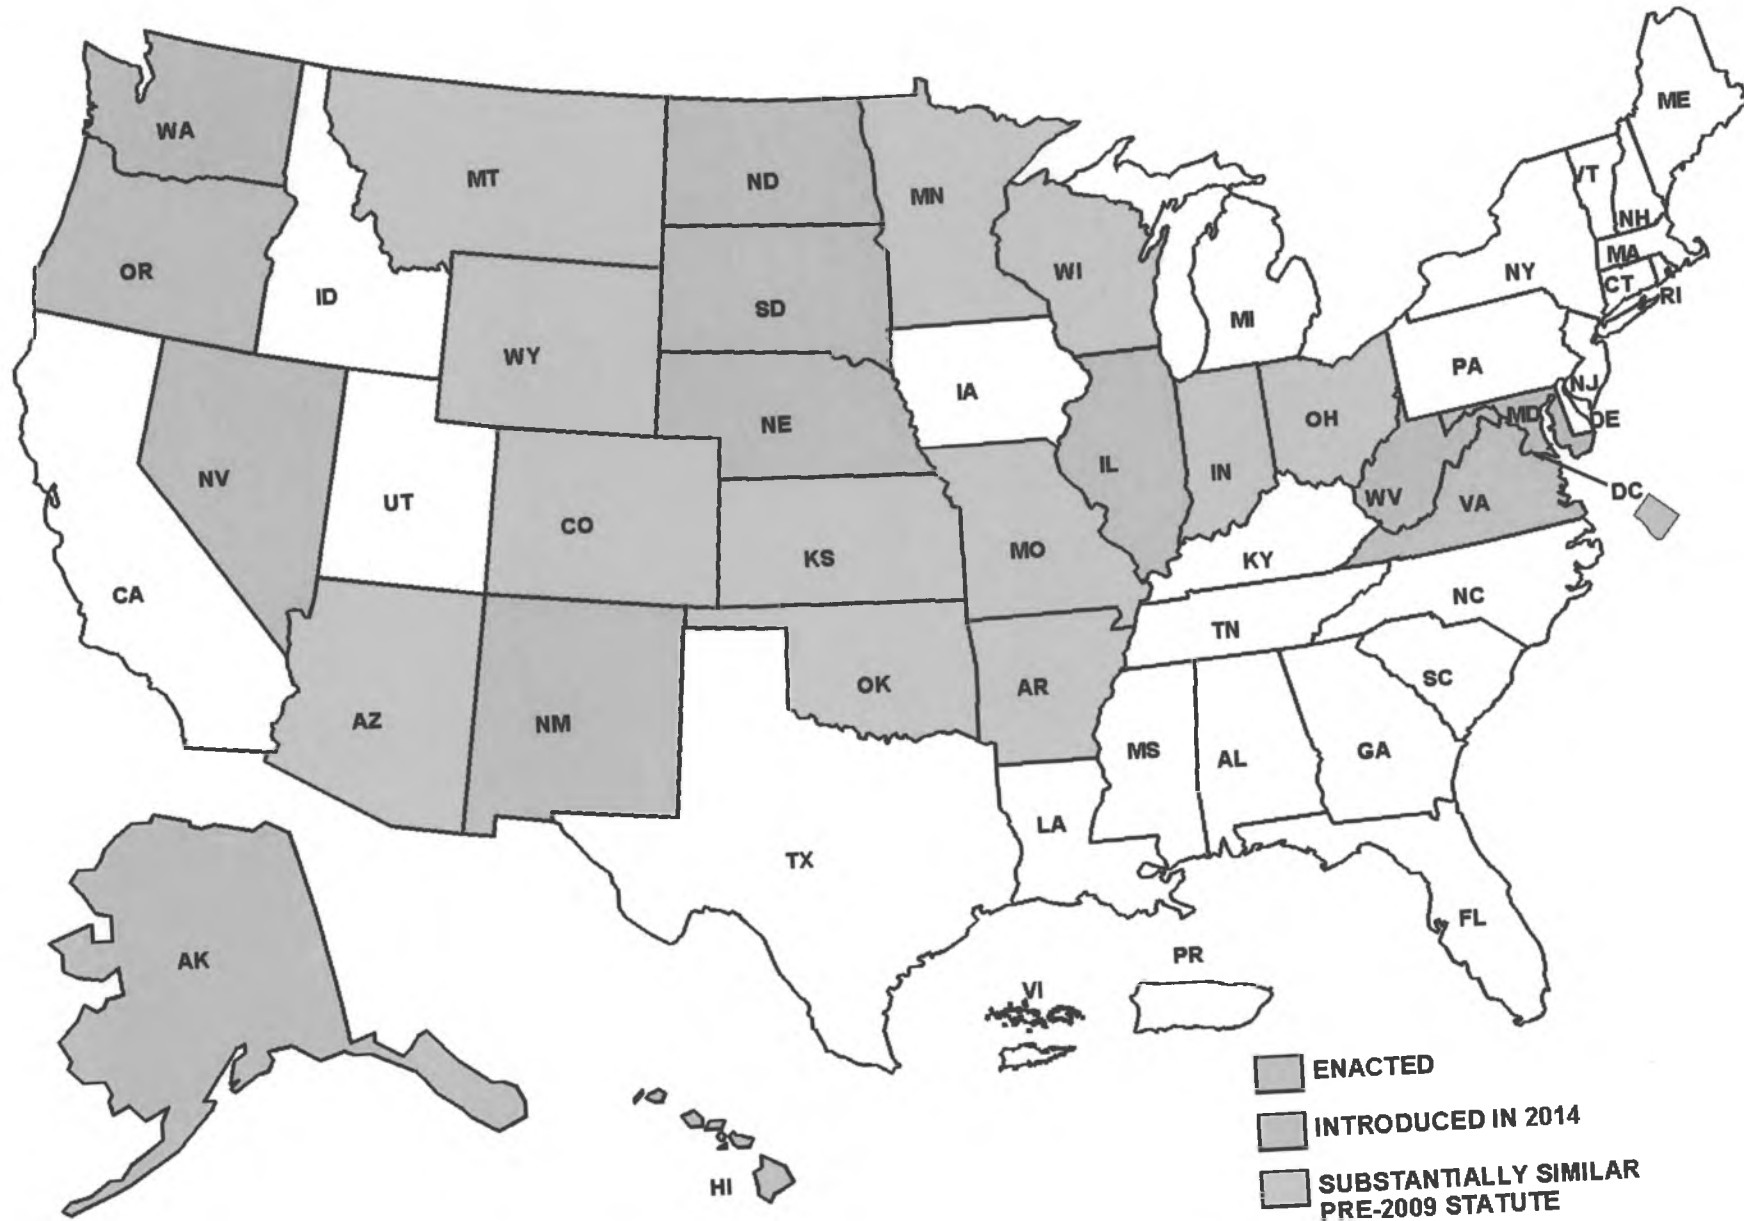 WA
MT
ND
MN
ME
VT
NH
MA
CT
RI
NY
OR
ID
SD
WI
MI
WY
PA
NJ
IA
NE
OH
MD
DE
NV
UT
CO
IL
IN
WV
VA
DC
KS
MO
KY
CA
NC
TN
AZ
NM
OK
AR
SC
MS
AL
GA
LA
TX
FL
AK
PR
VI
HI
ENACTED
INTRODUCED IN 2014
SUBSTANTIALLY SIMILAR
PRE-2009 STATUTE